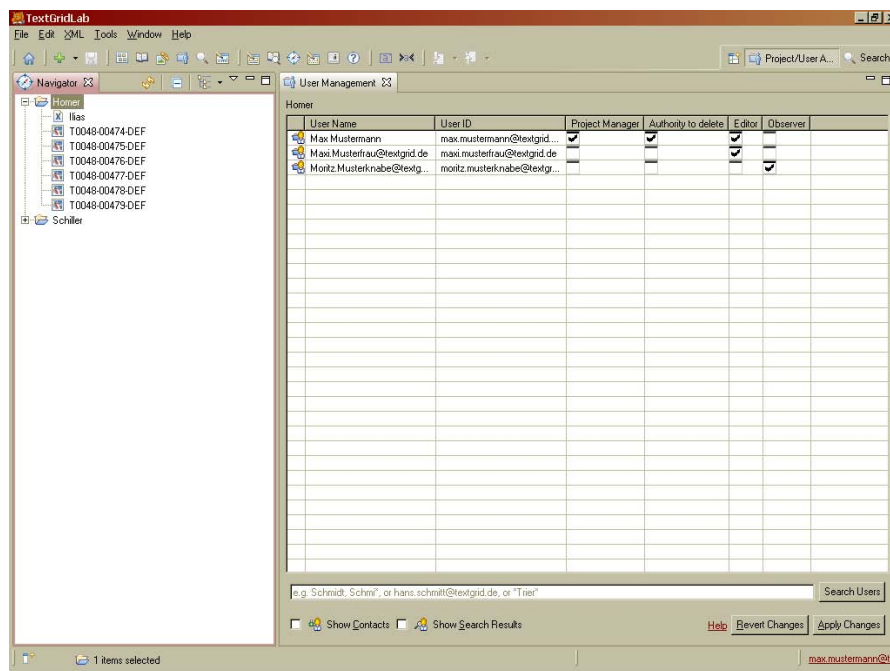 TextGridLab
File Edit XML Tools Window Help
Project/User A... Search
Navigator
User Management
Homer
Homer
User Name User ID Project Manager Authority to delete Editor Observer
Max Mustermann max.mustermann@textgrid....
Maxi.Musterfrau@textgrid.de maxi.musterfrau@textgrid.de
Moritz.Musterknabe@textg... moritz.musterknabe@textgr...
Ilias
T0048-00474-DEF
T0048-00475-DEF
T0048-00476-DEF
T0048-00477-DEF
T0048-00478-DEF
T0048-00479-DEF
Schiller
e.g. Schmidt, Schmi*, or hans.schmitt@textgrid.de, or "Trier" Search Users
Show Contacts Show Search Results Help Revert Changes Apply Changes
1 items selected max.mustermann@t